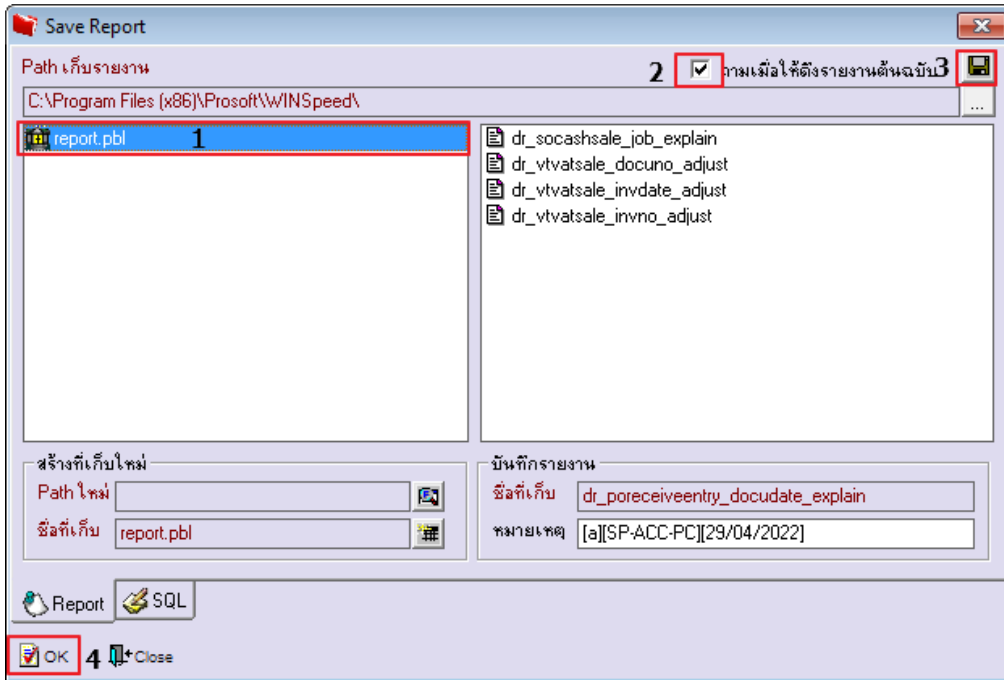 Save Report
Path เก็บรายงาน
2 ถามเมื่อให้ดึงรายงานต้นฉบับ 3
C:\Program Files (x86)\Prosoft\WINSpeed\
...
report.pbl 1
dr_socashsale_job_explain
dr_vtvatsale_docuno_adjust
dr_vtvatsale_invdate_adjust
dr_vtvatsale_invno_adjust
สร้างที่เก็บใหม่
Path ใหม่
ชื่อที่เก็บ report.pbl
บันทึกรายงาน
ชื่อที่เก็บ dr_poreceiveentry_docudate_explain
หมายเหตุ [a][SP-ACC-PC][29/04/2022]
Report SQL
OK 4 Close